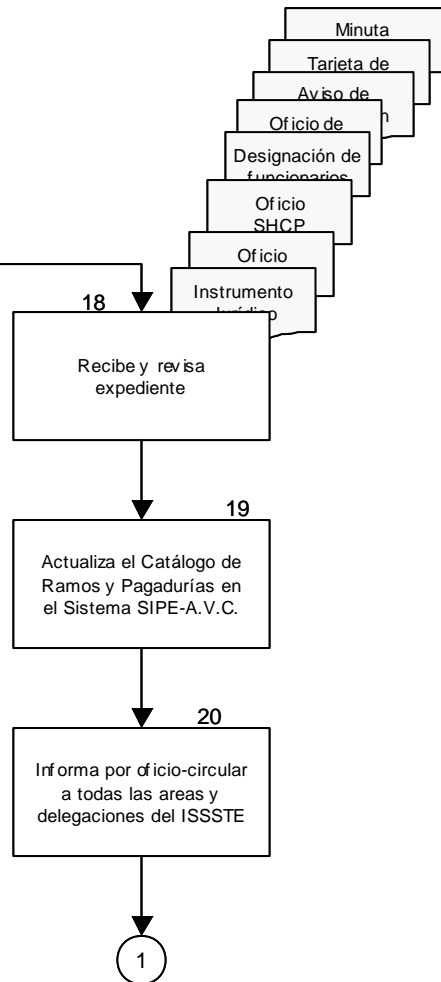 Minuta
Tarjeta de
Aviso de
Oficio de
Designación de
funcionarios
Oficio
SHCP
Oficio
Instrumento
Jurídico
18
Recibe y revisa
expediente
19
Actualiza el Catálogo de
Ramos y Pagadurías en
el Sistema SIPE-A.V.C.
20
Informa por oficio-circular
a todas las areas y
delegaciones del ISSSTE
1